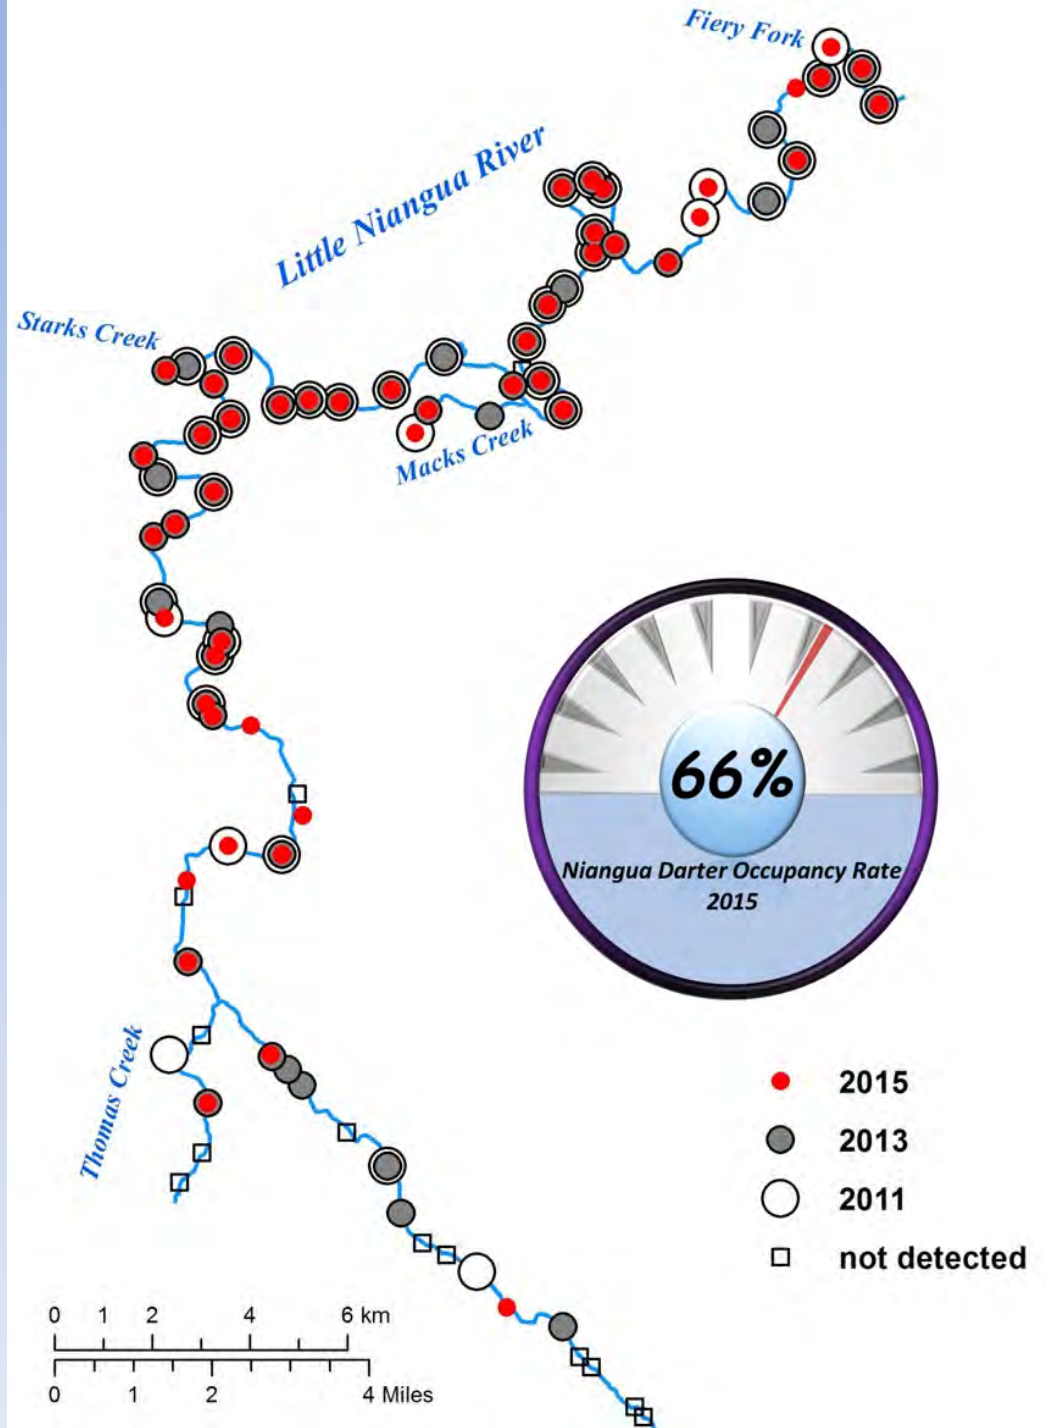 Fiery Fork
Little Niangua River
Starks Creek
Macks Creek
66%
Niangua Darter Occupancy Rate
2015
Thomas Creek
2015
2013
2011
not detected
0 1 2 4 6 km
0 1 2 4 Miles